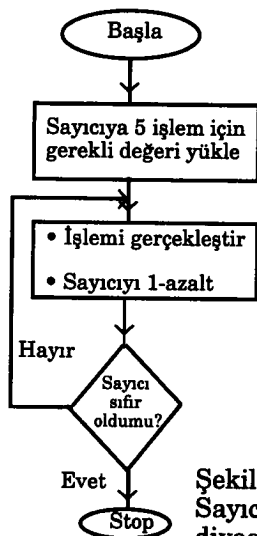 Başla
Sayıcıya 5 işlem için
gerekli değeri yükle
• İşlemi gerçekleştir
• Sayıcıyı 1-azalt
Hayır
Sayıcı
sıfır
oldumu?
Evet
Şekil
Stop